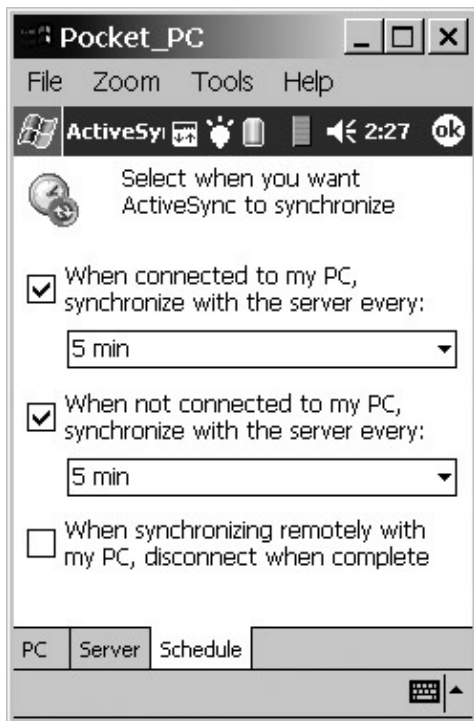 Pocket_PC
File Zoom Tools Help
ActiveSy 2:27 ok
Select when you want
ActiveSync to synchronize
When connected to my PC,
synchronize with the server every:
5 min
When not connected to my PC,
synchronize with the server every:
5 min
When synchronizing remotely with
my PC, disconnect when complete
PC Server Schedule